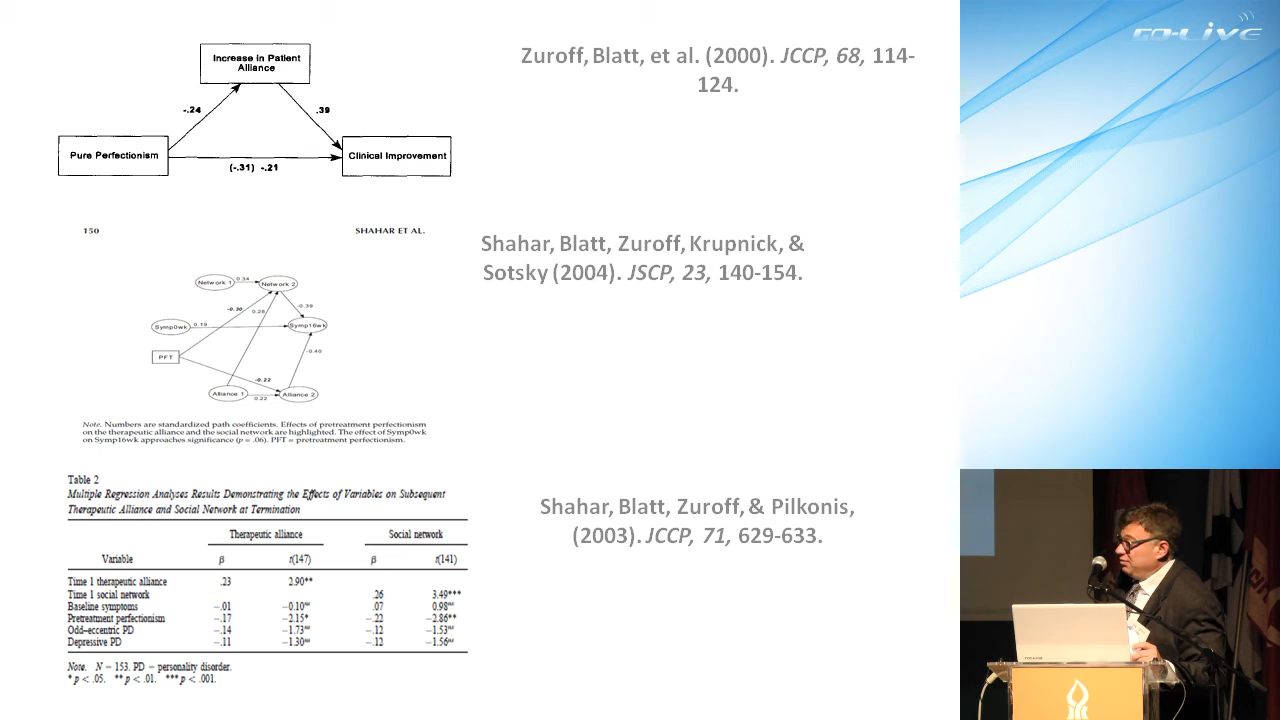 GO-LIVE
Increase in Patient
Alliance
-.24
.39
Pure Perfectionism
Clinical Improvement
(-.31) -.21
Zuroff, Blatt, et al. (2000). JCCP, 68, 114-
124.
150
SHAHAR ET AL.
Network 1
0.34
Network 2
-0.30
0.28
-0.39
Symp0wk
0.19
Symp16wk
PFT
-0.40
-0.22
Alliance 1
0.22
Alliance 2
Note. Numbers are standardized path coefficients. Effects of pretreatment perfectionism
on the therapeutic alliance and the social network are highlighted. The effect of Symp0wk
on Symp16wk approaches significance (p = .06). PFT = pretreatment perfectionism.
Shahar, Blatt, Zuroff, Krupnick, &
Sotsky (2004). JSCP, 23, 140-154.
Table 2
Multiple Regression Analyses Results Demonstrating the Effects of Variables on Subsequent
Therapeutic Alliance and Social Network at Termination
Therapeutic alliance Social network
Variable β t(147) β t(141)
Time 1 therapeutic alliance .23 2.90**
Time 1 social network .26 3.49***
Baseline symptoms −.01 −0.10ns .07 0.98ns
Pretreatment perfectionism −.17 −2.15* −.22 −2.86**
Odd–eccentric PD −.14 −1.73ns −.12 −1.53ns
Depressive PD −.11 −1.30ns −.12 −1.56ns
Note. N = 153. PD = personality disorder.
* p < .05. ** p < .01. *** p < .001.
Shahar, Blatt, Zuroff, & Pilkonis,
(2003). JCCP, 71, 629-633.